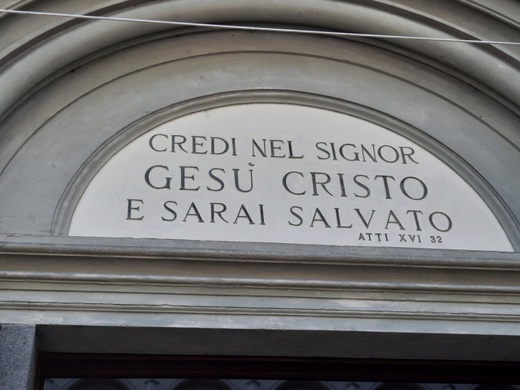 CREDI NEL SIGNOR
GESÙ CRISTO
E SARAI SALVATO
ATTI XVI 32